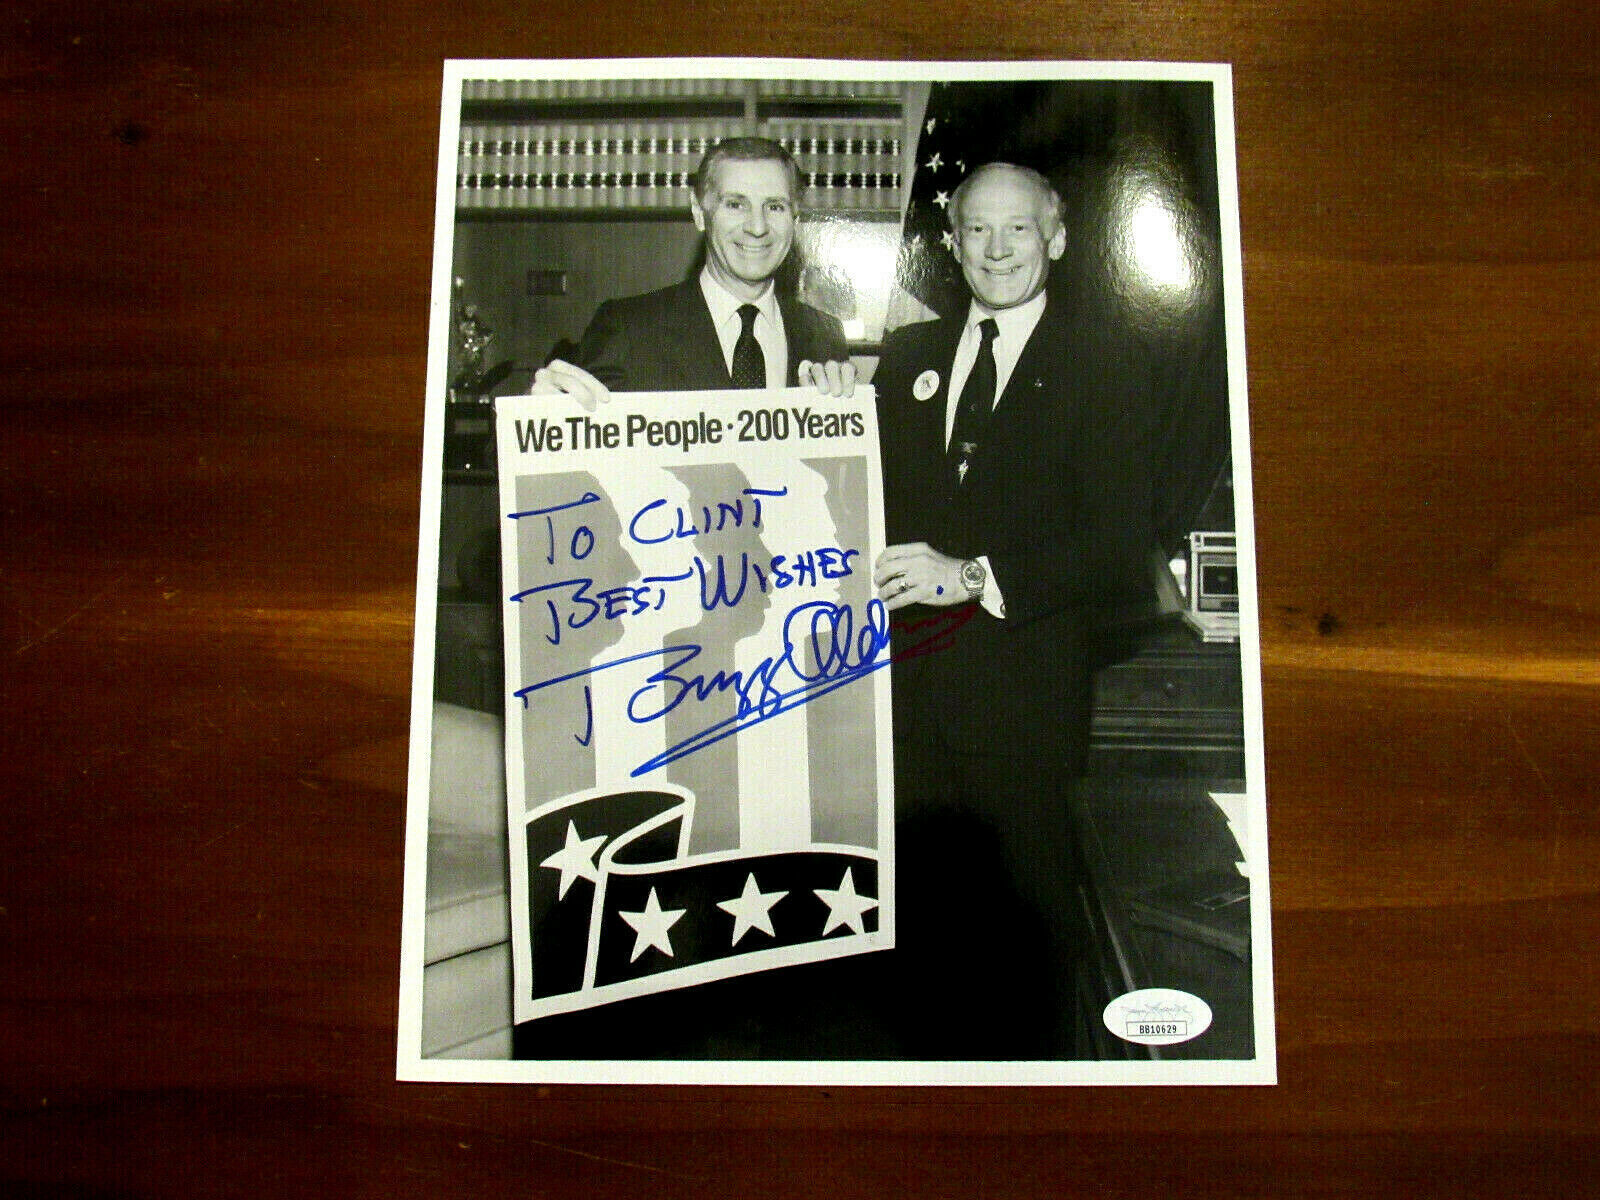 We The People · 200 Years
To Clint
Best Wishes
Buzz Aldrin
BB10629